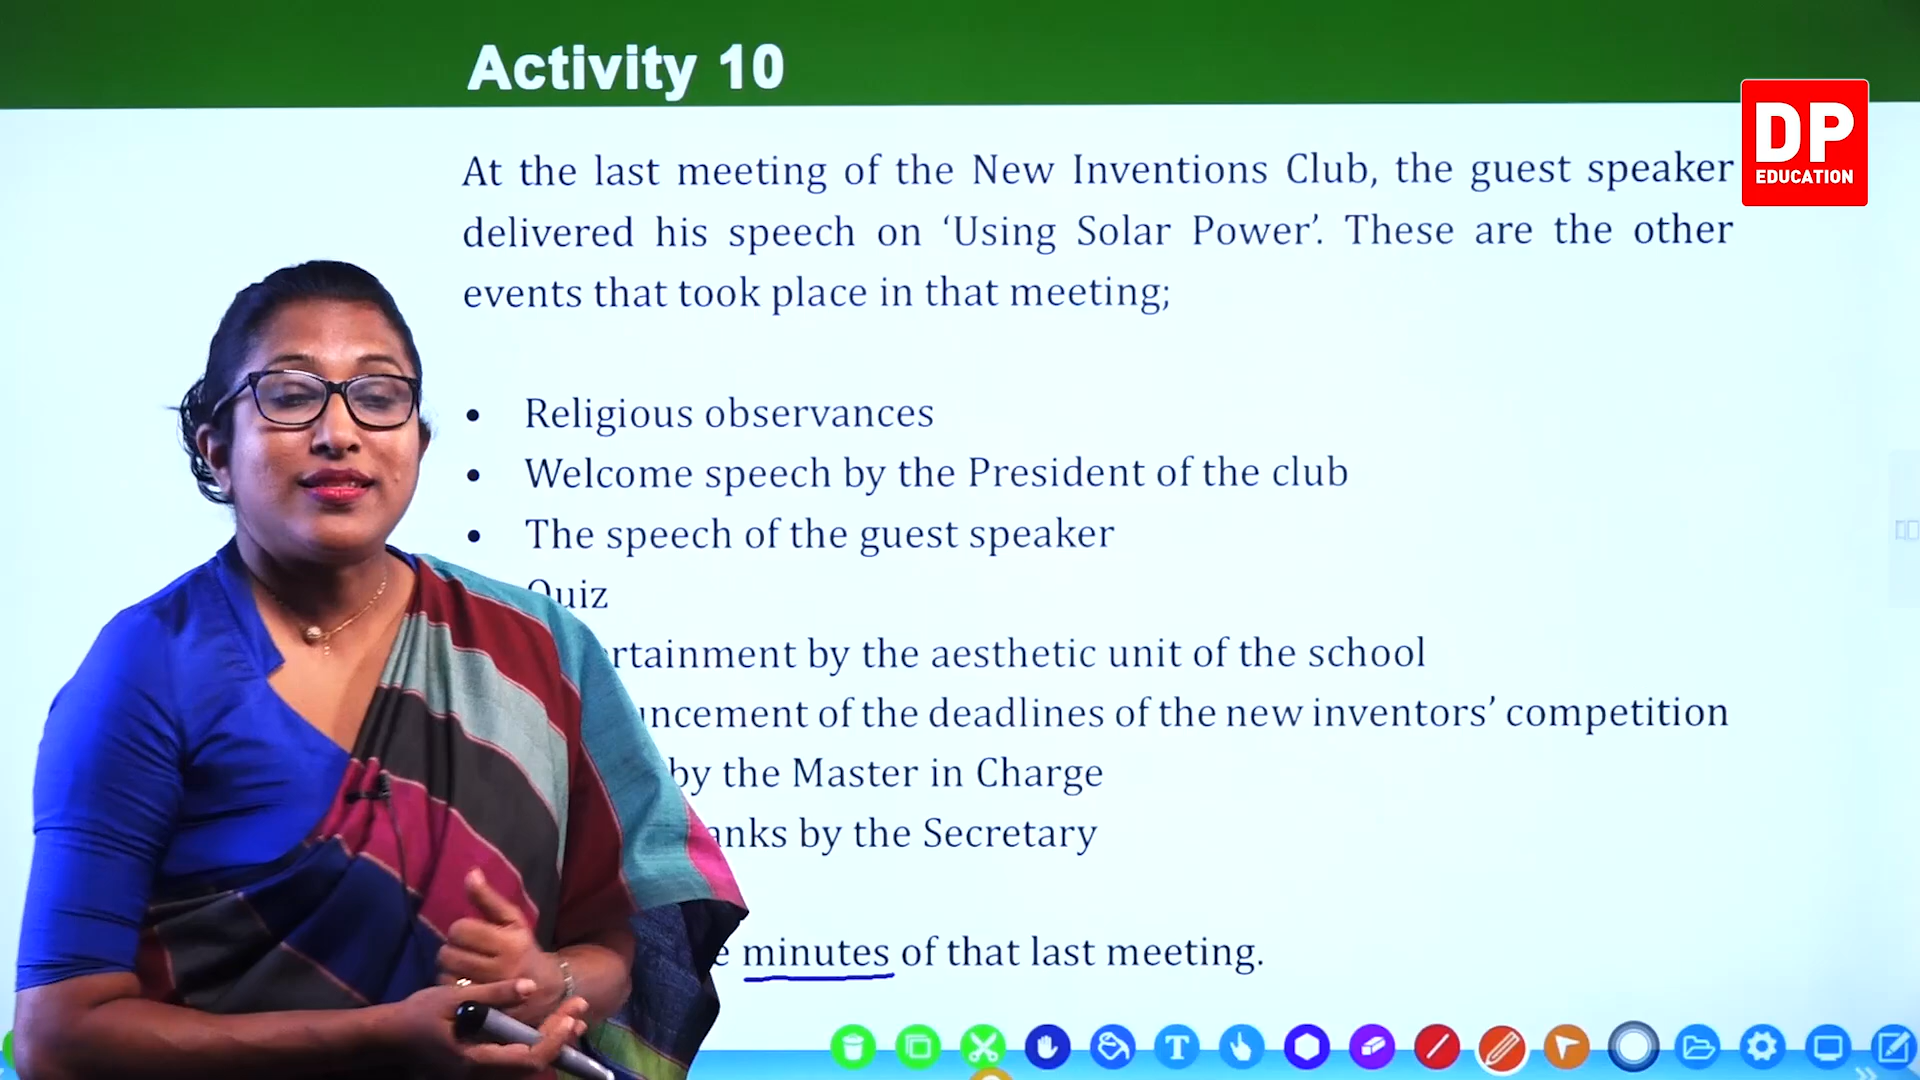 Activity 10
DP
EDUCATION
At the last meeting of the New Inventions Club, the guest speaker
delivered his speech on ‘Using Solar Power’. These are the other
events that took place in that meeting;
• Religious observances
• Welcome speech by the President of the club
• The speech of the guest speaker
Quiz
by the aesthetic unit of the school
of the deadlines of the new inventors’ competition
by the Master in Charge
by the Secretary
minutes of that last meeting.
T